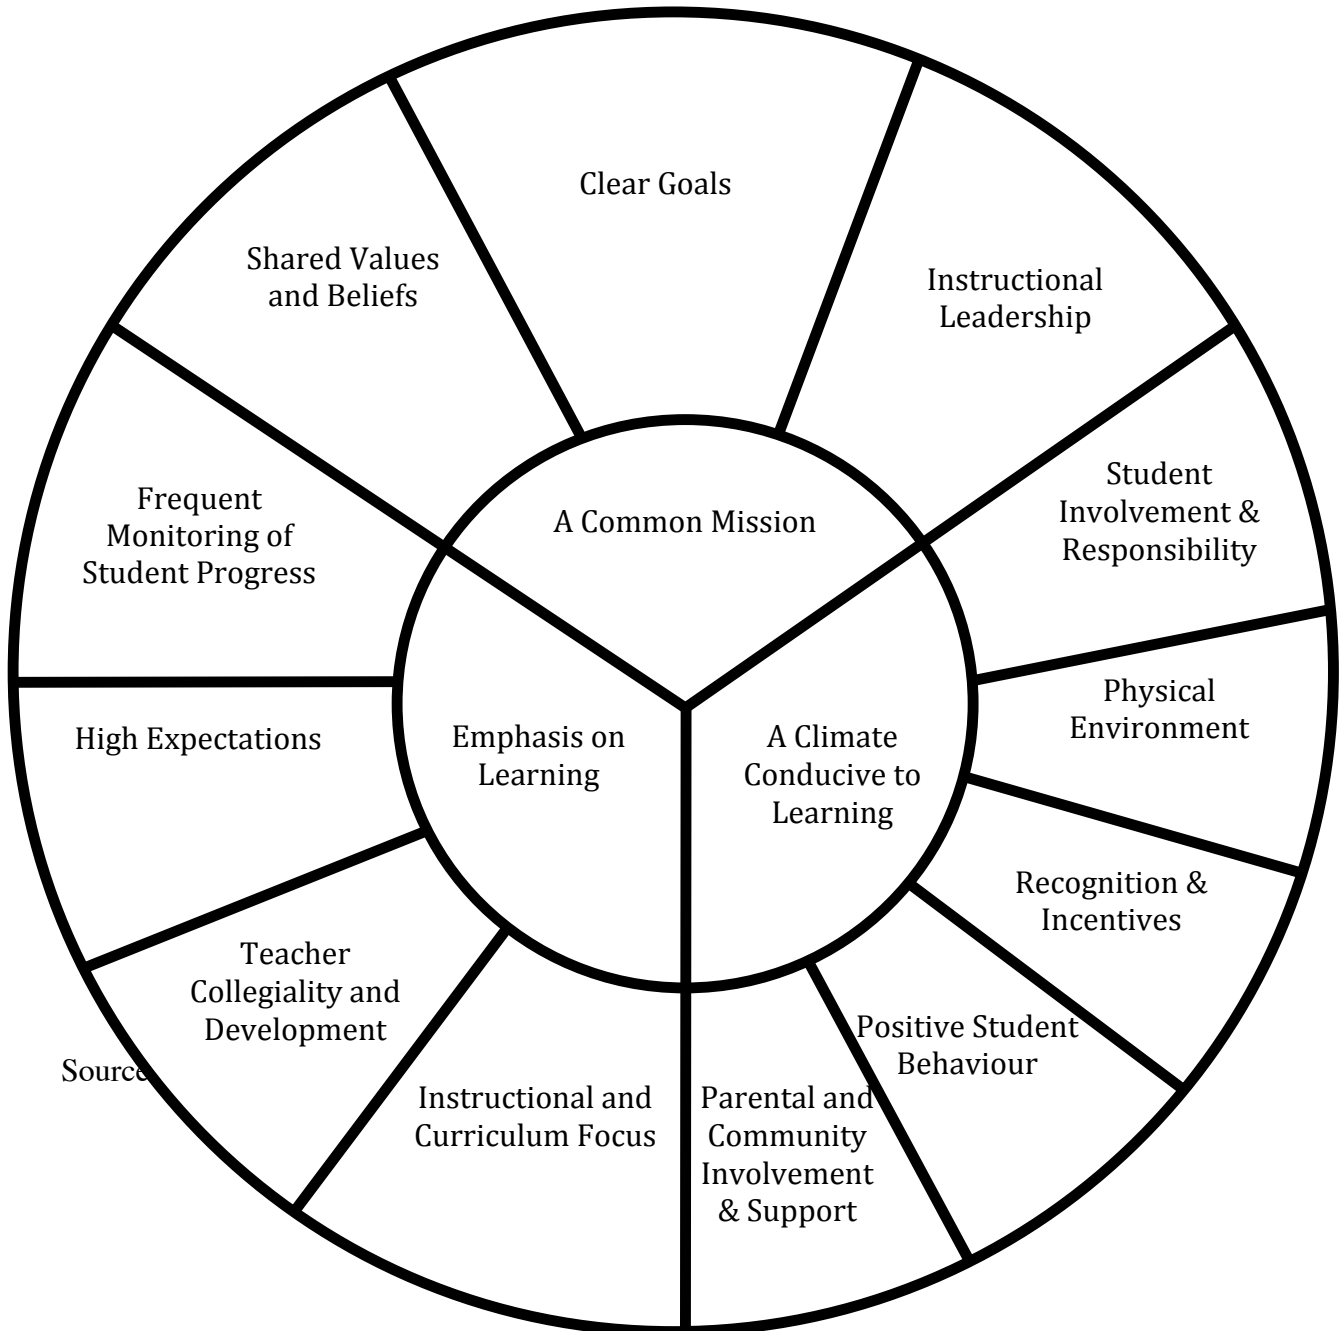 Clear Goals
Shared Values
and Beliefs
Instructional
Leadership
Student
Involvement &
Responsibility
Frequent
Monitoring of
Student Progress
A Common Mission
Physical
Environment
High Expectations
Emphasis on
Learning
A Climate
Conducive to
Learning
Recognition &
Incentives
Teacher
Collegiality and
Development
Positive Student
Behaviour
Source
Instructional and
Curriculum Focus
Parental and
Community
Involvement
& Support